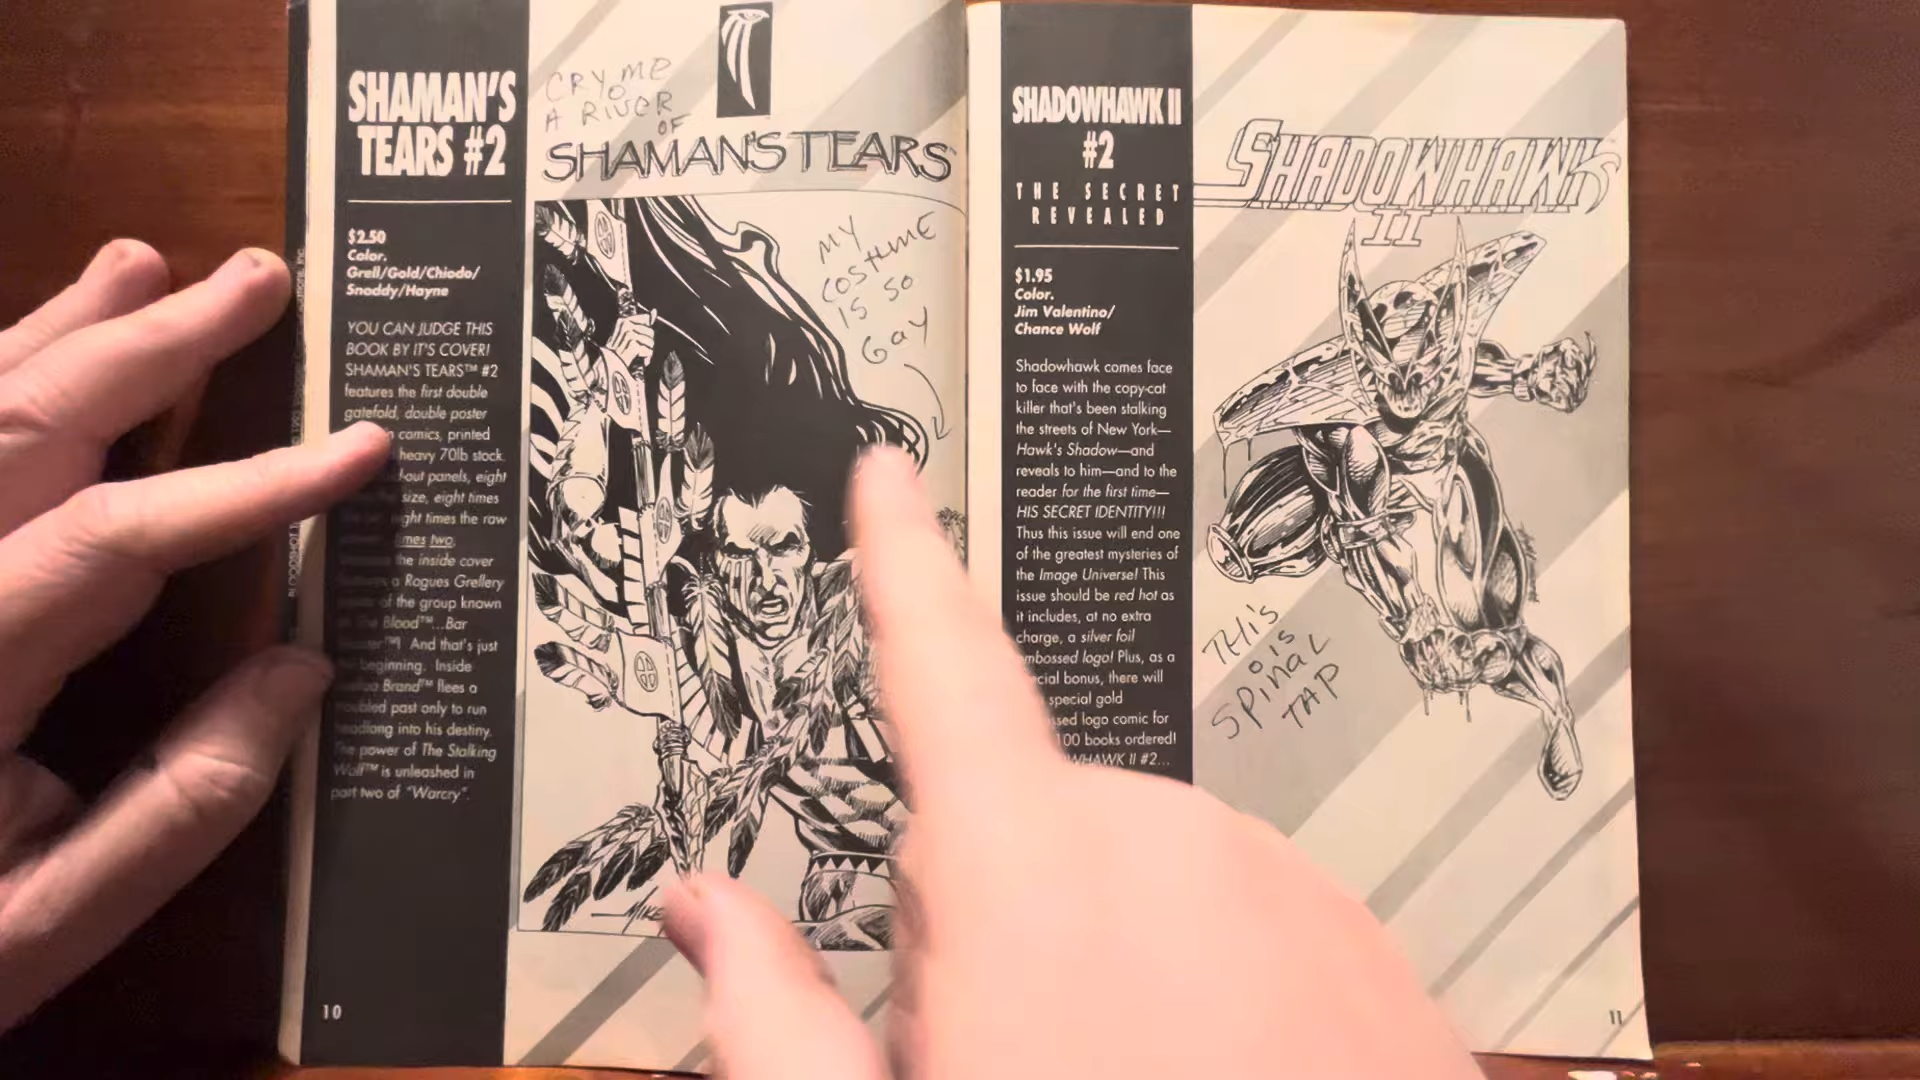 SHAMAN'S
TEARS #2
$2.50
Color.
Grell/Gold/Chiodo/
Snoddy/Hayne
YOU CAN JUDGE THIS
BOOK BY IT'S COVER!
SHAMAN'S TEARS™ #2
features the first double
gatefold, double poster
in comics, printed
heavy 70lb stock.
panels, eight
size, eight times
eight times the raw
times two.
the inside cover
a Rogues Grellery
of the group known
The Blood™...Bar
And that's just
beginning. Inside
Brand™ flees a
troubled past only to run
headlong into his destiny.
The power of The Stalking
Wolf™ is unleashed in
part two of "Warcry".
10
CRY ME
A RIVER
OF
SHAMAN'S TEARS
MY
COSTUME
IS SO
GAY
MIKE
SHADOWHAWK II
#2
THE SECRET
REVEALED
$1.95
Color.
Jim Valentino/
Chance Wolf
Shadowhawk comes face
to face with the copy-cat
killer that's been stalking
the streets of New York—
Hawk's Shadow—and
reveals to him—and to the
reader for the first time—
HIS SECRET IDENTITY!!!
Thus this issue will end one
of the greatest mysteries of
the Image Universe! This
issue should be red hot as
it includes, at no extra
charge, a silver foil
embossed logo! Plus, as a
special bonus, there will
special gold
logo comic for
100 books ordered!
#2...
SHADOWHAWK
II
THIS
IS
SPINAL
TAP
11